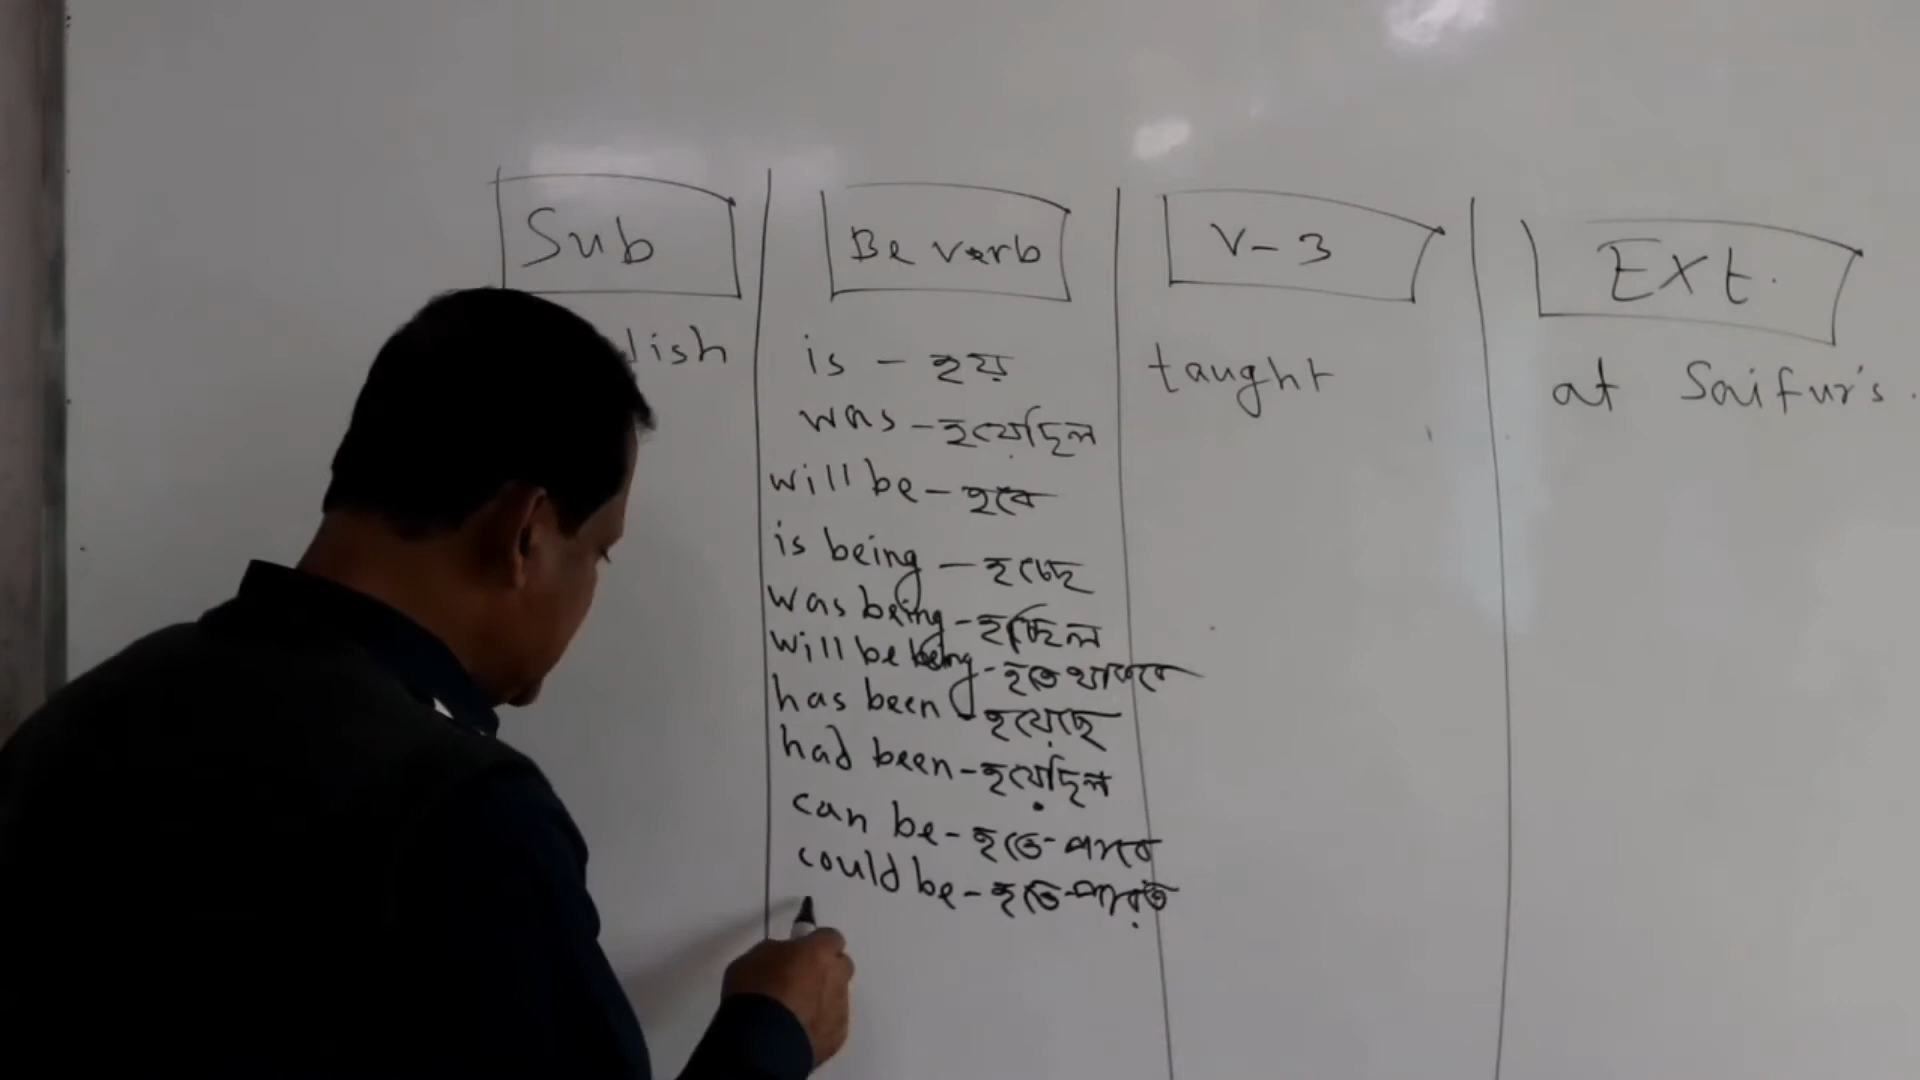 Sub Be verb V-3 Ext.
lish is - হয় taught at Saifur's.
was - হয়েছিল
will be - হবে
is being - হচ্ছে
was being - হচ্ছিল
will be being - হতে থাকবে
has been - হয়েছে
had been - হয়েছিল
can be - হতে পারে
could be - হতে পারত